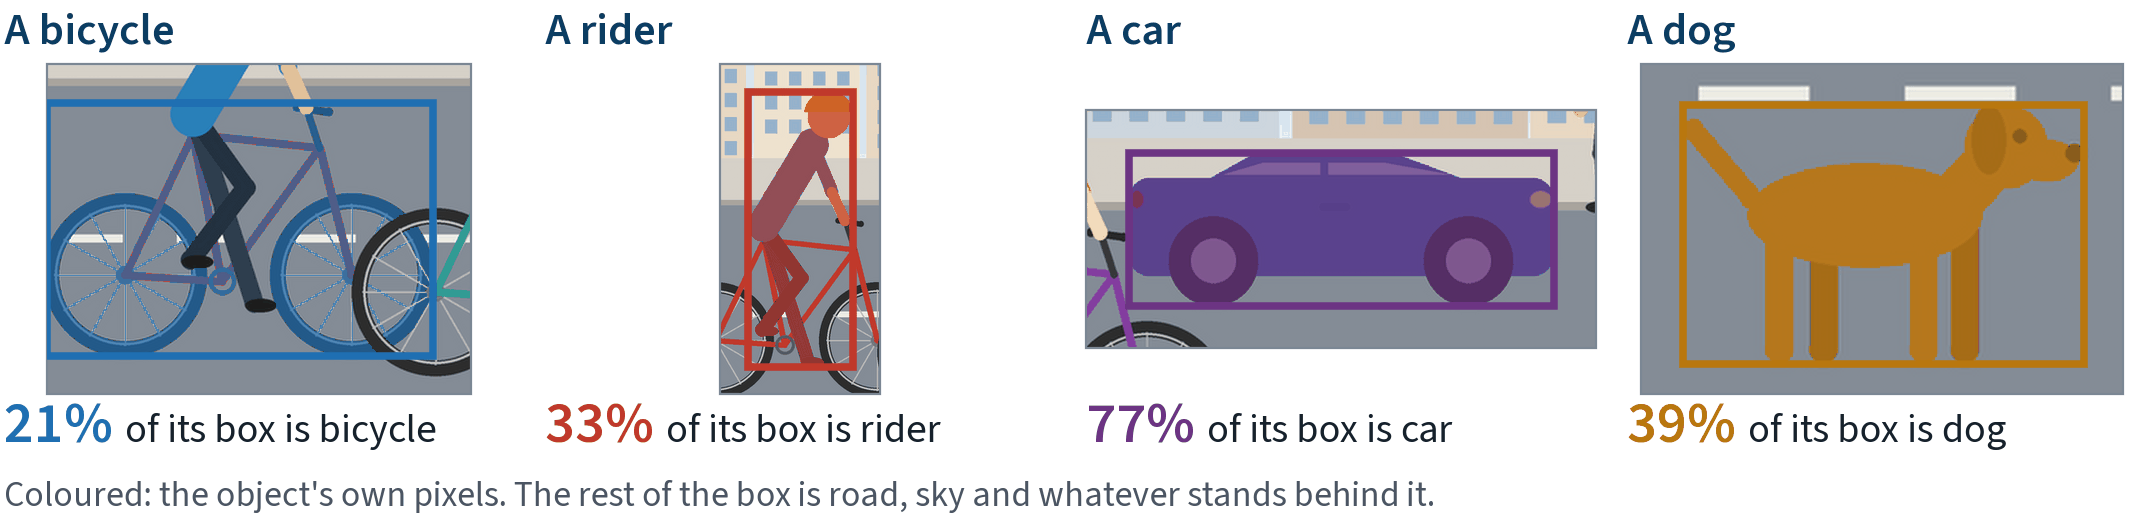 A bicycle
A rider
A car
A dog
21% of its box is bicycle
33% of its box is rider
77% of its box is car
39% of its box is dog
Coloured: the object's own pixels. The rest of the box is road, sky and whatever stands behind it.